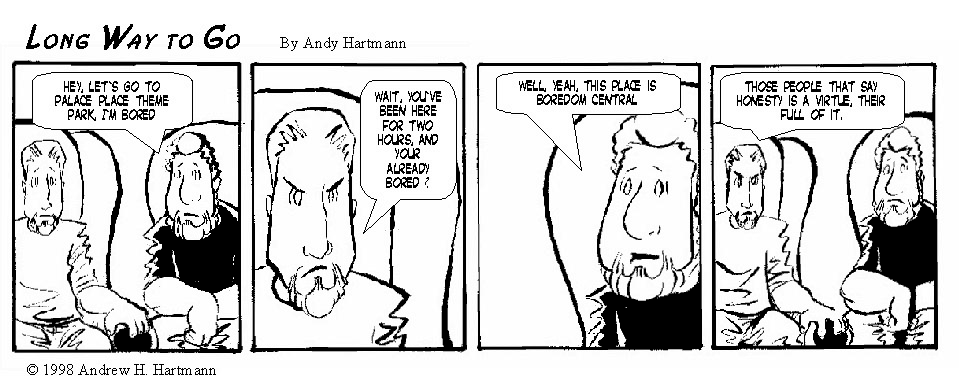 LONG WAY TO GO
By Andy Hartmann
HEY, LET'S GO TO
PALACE PLACE THEME
PARK, I'M BORED
WAIT, YOU'VE
BEEN HERE
FOR TWO
HOURS, AND
YOUR
ALREADY
BORED ?
WELL, YEAH, THIS PLACE IS
BOREDOM CENTRAL
THOSE PEOPLE THAT SAY
HONESTY IS A VIRTUE, THEIR
FULL OF IT.
© 1998 Andrew H. Hartmann